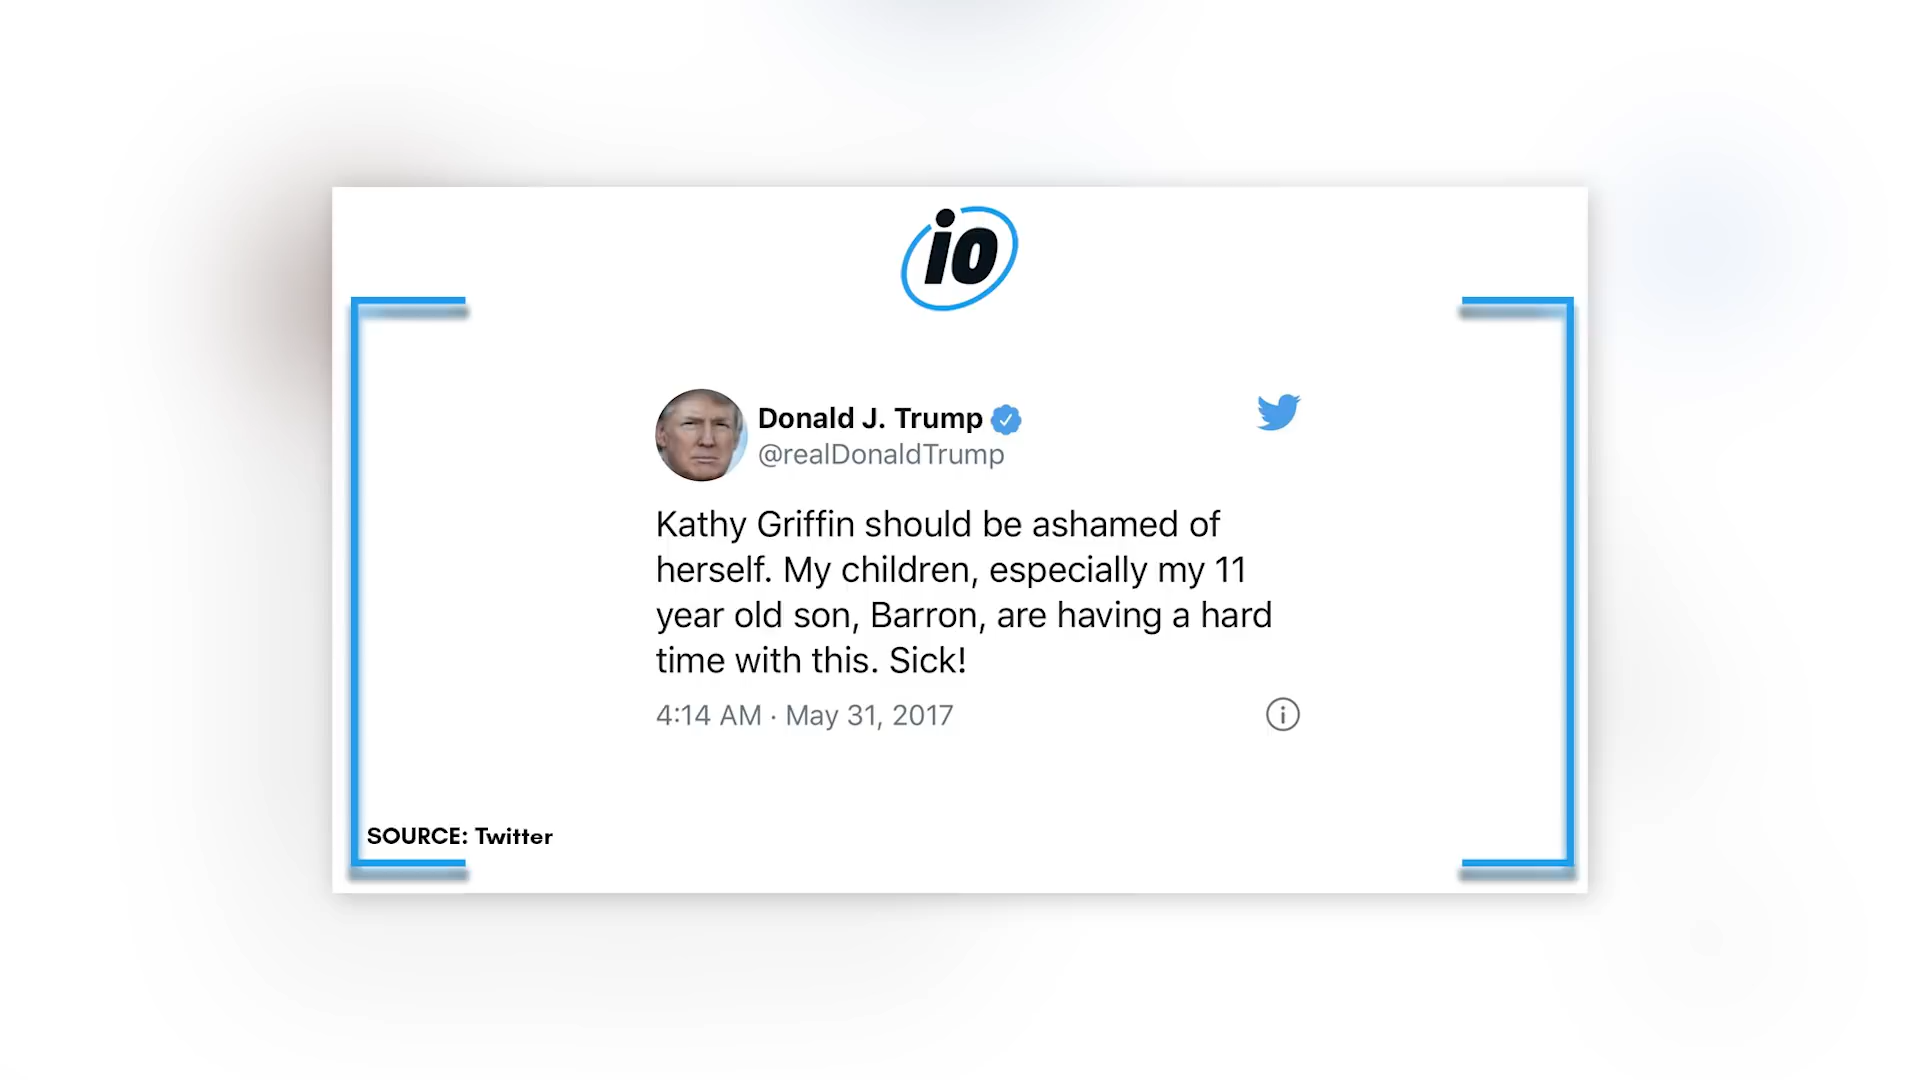 io
Donald J. Trump
@realDonaldTrump
Kathy Griffin should be ashamed of
herself. My children, especially my 11
year old son, Barron, are having a hard
time with this. Sick!
4:14 AM · May 31, 2017
SOURCE: Twitter